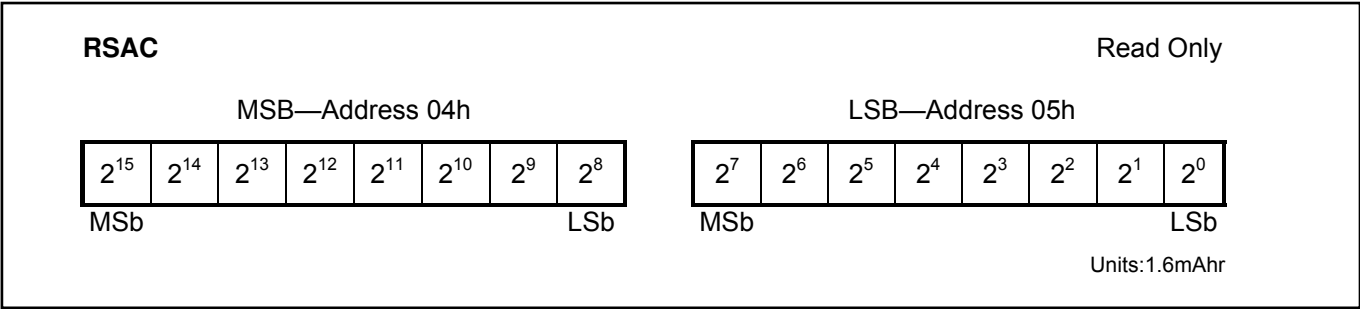 RSAC Read Only
MSB—Address 04h LSB—Address 05h
2¹⁵ 2¹⁴ 2¹³ 2¹² 2¹¹ 2¹⁰ 2⁹ 2⁸ 2⁷ 2⁶ 2⁵ 2⁴ 2³ 2² 2¹ 2⁰
MSb LSb MSb LSb
Units:1.6mAhr